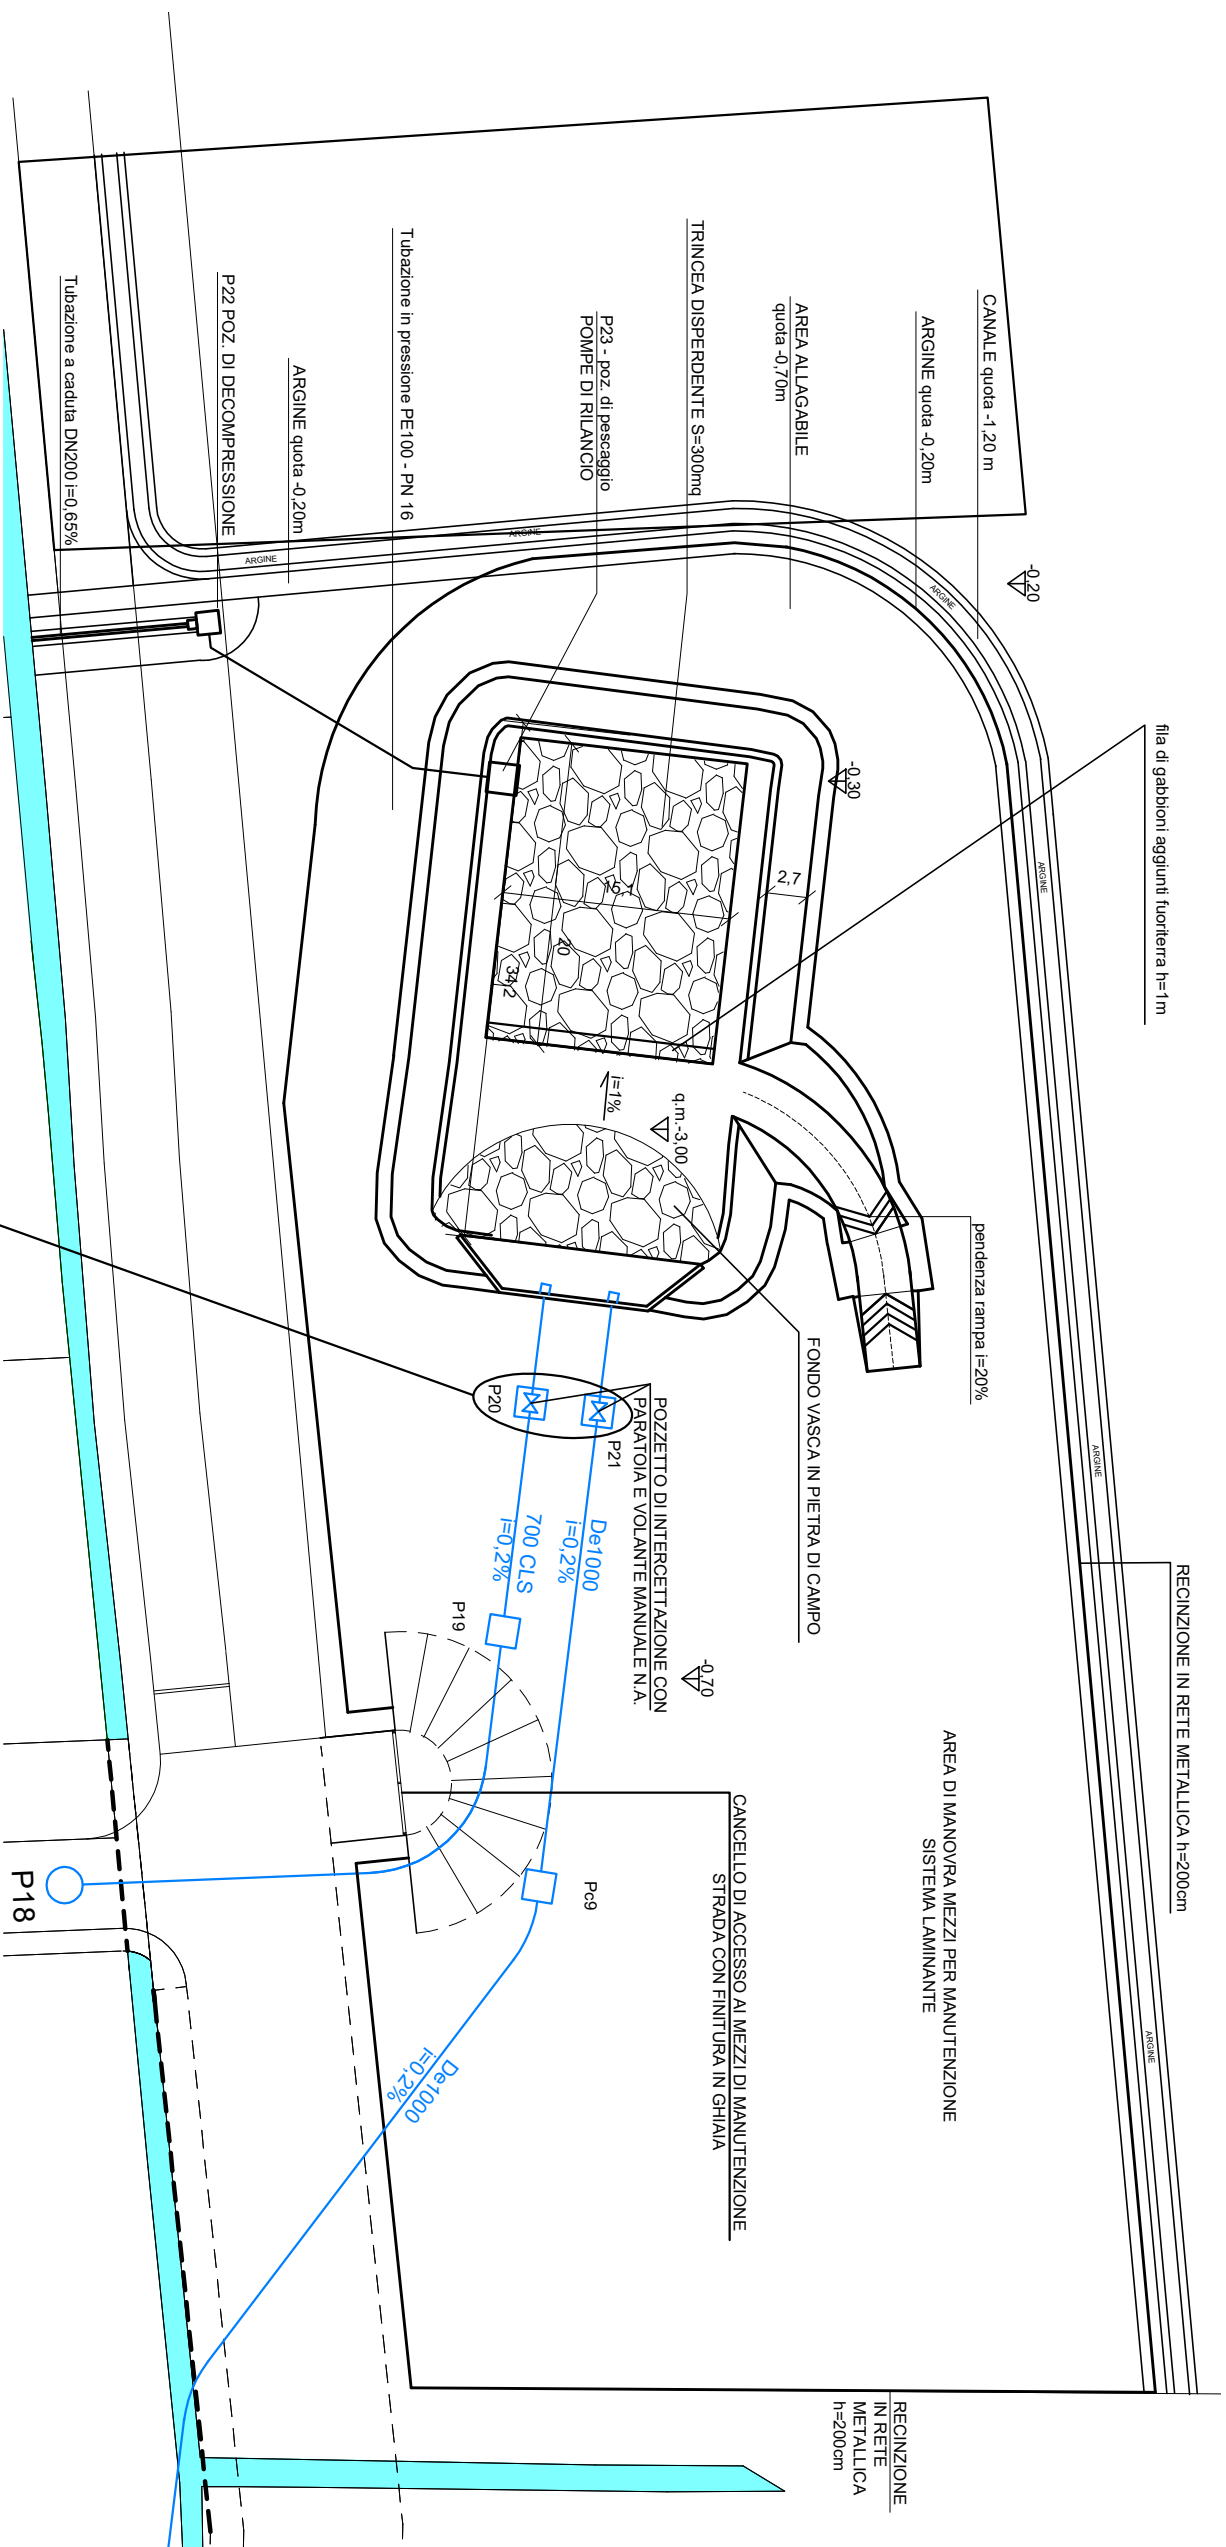 CANALE quota -1,20 m
ARGINE quota -0,20m
AREA ALLAGABILE
quota -0,70m
TRINCEA DISPERDENTE S=300mq
P23 - poz. di pescaggio
POMPE DI RILANCIO
Tubazione in pressione PE100 - PN 16
ARGINE quota -0,20m
P22 POZ. DI DECOMPRESSIONE
Tubazione a caduta DN200 i=0,65%
ARGINE
ARGINE
ARGINE
ARGINE
ARGINE
ARGINE
-0,20
fila di gabbioni aggiunti fuoriterra h=1m
-0,30
2,7
15,1
20
34,2
i=1%
q.m.-3,00
pendenza rampa i=20%
FONDO VASCA IN PIETRA DI CAMPO
POZZETTO DI INTERCETTAZIONE CON
PARATOIA E VOLANTE MANUALE N.A.
P20
P21
De1000
i=0,2%
700 CLS
i=0,2%
P19
-0,70
RECINZIONE IN RETE METALLICA h=200cm
AREA DI MANOVRA MEZZI PER MANUTENZIONE
SISTEMA LAMINANTE
CANCELLO DI ACCESSO AI MEZZI DI MANUTENZIONE
STRADA CON FINITURA IN GHIAIA
Pc9
P18
De1000
i=0,2%
RECINZIONE
IN RETE
METALLICA
h=200cm